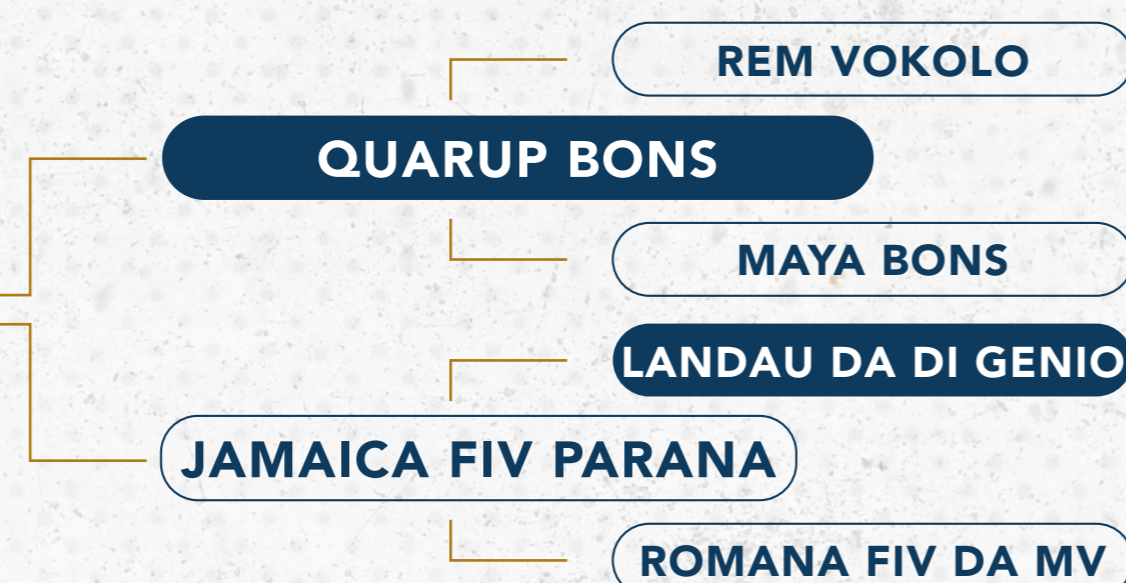 REM VOKOLO
QUARUP BONS
MAYA BONS
LANDAU DA DI GENIO
JAMAICA FIV PARANA
ROMANA FIV DA MV